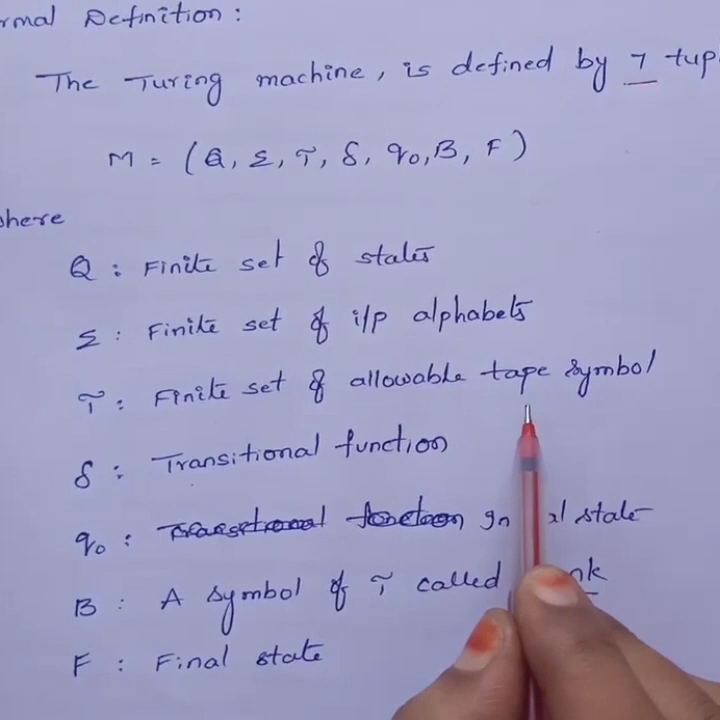 rmal Definition:
The Turing machine, is defined by 7 tup
M = (Q, Σ, T, δ, q0, B, F)
where
Q : Finite set of states
Σ : Finite set of i/p alphabets
T : Finite set of allowable tape symbol
δ : Transitional function
q0 : Transitional function state
B : A symbol of T called
F : Final state